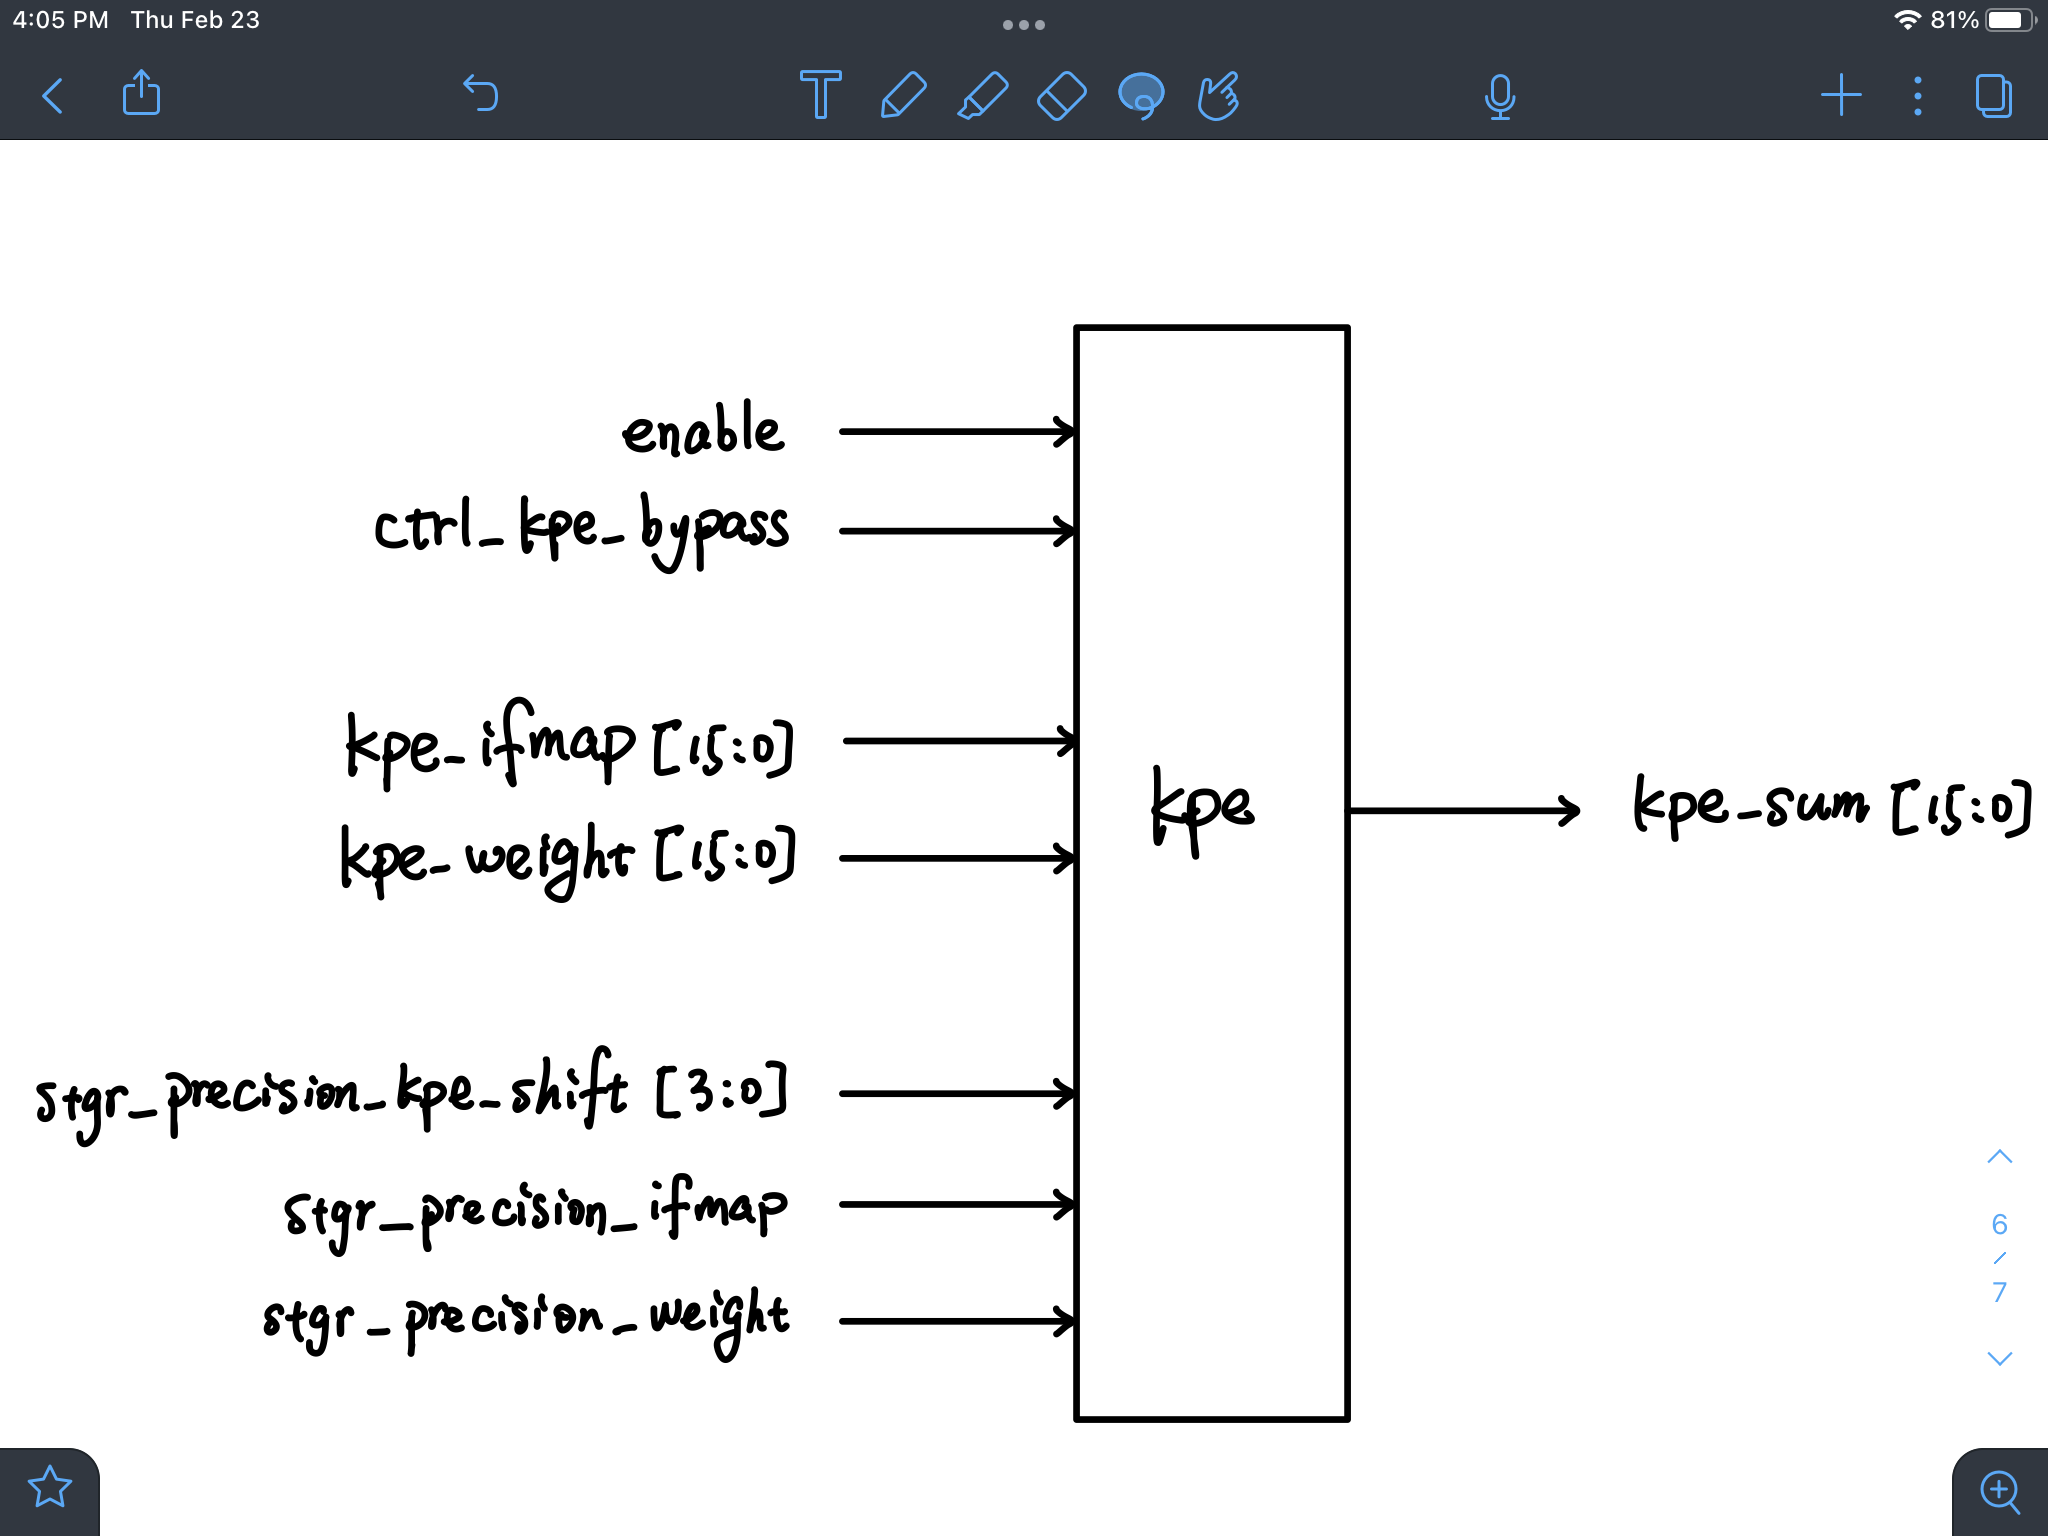 4:05 PM Thu Feb 23
81%
enable
ctrl_kpe_bypass
kpe_ifmap [15:0]
kpe_weight [15:0]
kpe
kpe_sum [15:0]
stgr_precision_kpe_shift [3:0]
stgr_precision_ifmap
stgr_precision_weight
6
/
7